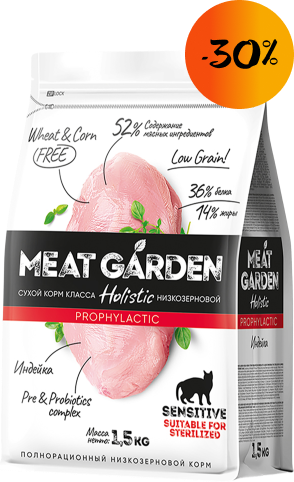 -30%
ZIP LOCK
Wheat & Corn
FREE
52% Содержание
мясных ингредиентов
Low Grain!
36% белка
14% жиры
MEAT GARDEN
СУХОЙ КОРМ КЛАССА Holistic НИЗКОЗЕРНОВОЙ
PROPHYLACTIC
Индейка
Pre & Probiotics
complex
Масса
нетто: 1,5 KG
SENSITIVE
SUITABLE FOR
STERILIZED
ПОЛНОРАЦИОННЫЙ НИЗКОЗЕРНОВОЙ КОРМ
MEAT
GARDEN
Holistic
PROPHYLACTIC
Индейка
1,5 KG